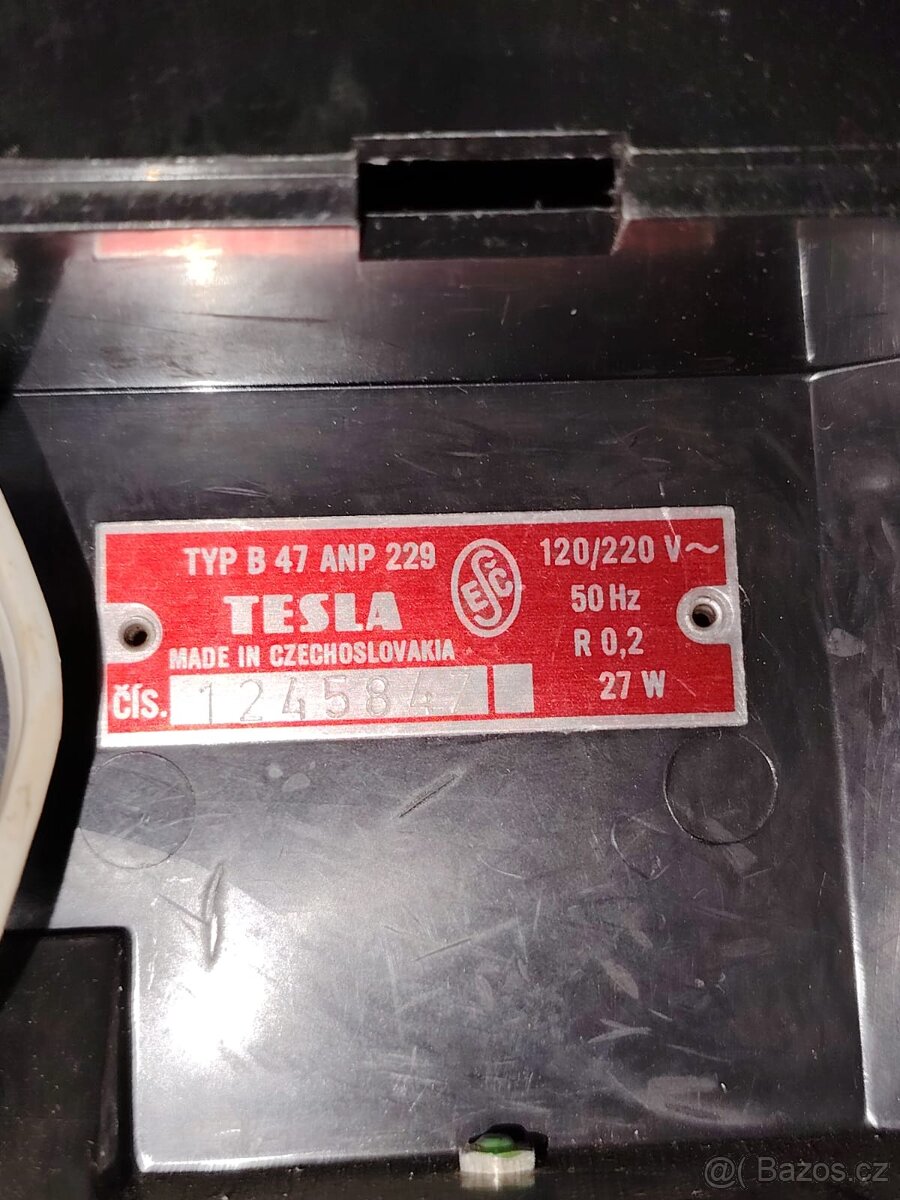 TYP B 47 ANP 229
TESLA
MADE IN CZECHOSLOVAKIA
ČÍS. 1245847
ESČ
120/220 V~
50 Hz
R 0,2
27 W
@( Bazos.cz